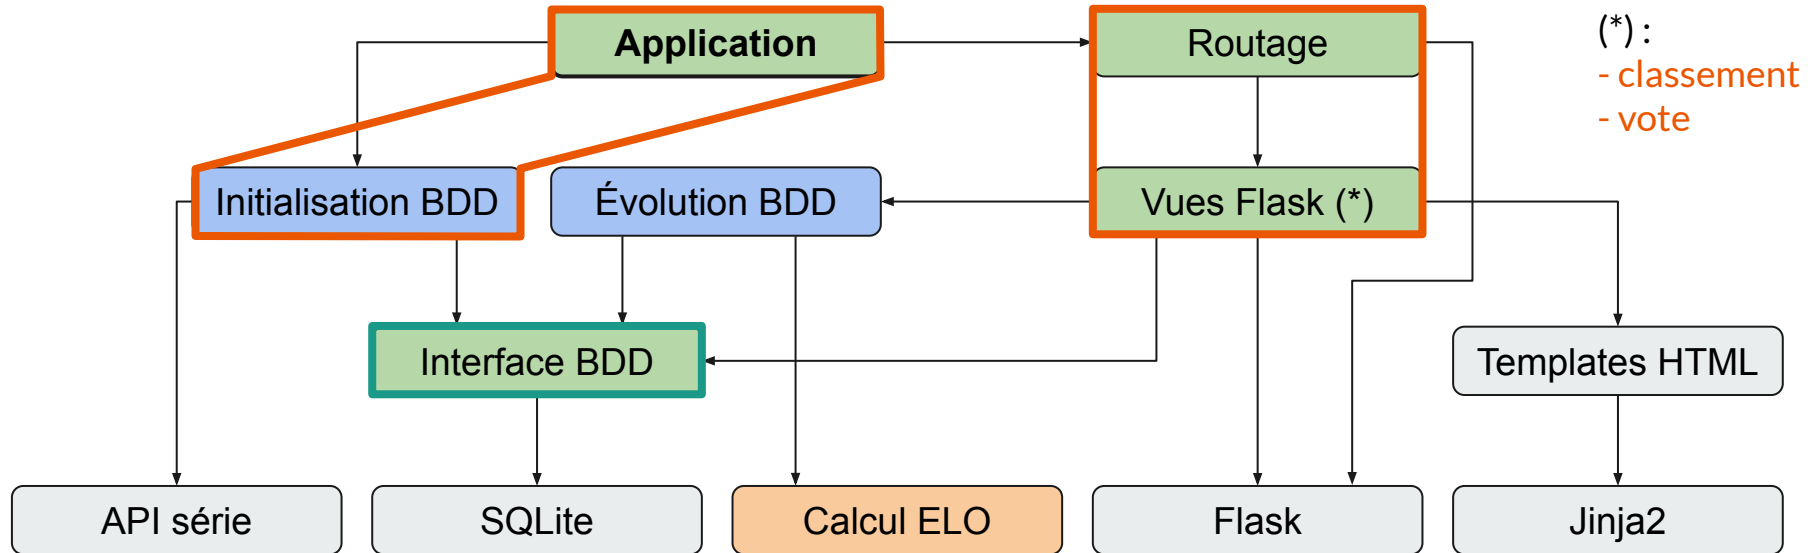 Application
Routage
(*) :
- classement
- vote
Initialisation BDD
Évolution BDD
Vues Flask (*)
Interface BDD
Templates HTML
API série
SQLite
Calcul ELO
Flask
Jinja2